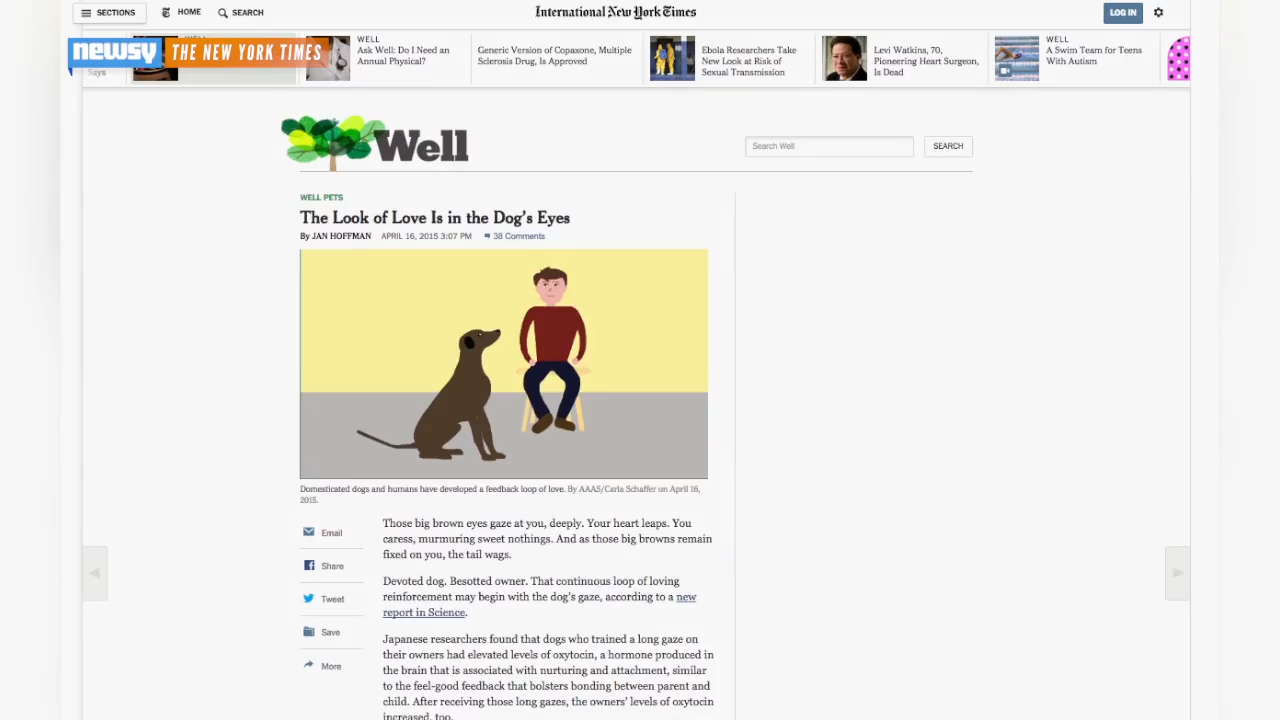 SECTIONS
HOME
SEARCH
International New York Times
LOG IN
newsy
THE NEW YORK TIMES
Says
WELL
Ask Well: Do I Need an
Annual Physical?
Generic Version of Copaxone, Multiple
Sclerosis Drug, Is Approved
Ebola Researchers Take
New Look at Risk of
Sexual Transmission
Levi Watkins, 70,
Pioneering Heart Surgeon,
Is Dead
WELL
A Swim Team for Teens
With Autism
Well
Search Well
SEARCH
WELL PETS
The Look of Love Is in the Dog's Eyes
By JAN HOFFMAN APRIL 16, 2015 3:07 PM 38 Comments
Domesticated dogs and humans have developed a feedback loop of love. By AAAS/Carla Schaffer on April 16,
2015.
Email
Share
Tweet
Save
More
Those big brown eyes gaze at you, deeply. Your heart leaps. You
caress, murmuring sweet nothings. And as those big browns remain
fixed on you, the tail wags.
Devoted dog. Besotted owner. That continuous loop of loving
reinforcement may begin with the dog's gaze, according to a new
report in Science.
Japanese researchers found that dogs who trained a long gaze on
their owners had elevated levels of oxytocin, a hormone produced in
the brain that is associated with nurturing and attachment, similar
to the feel-good feedback that bolsters bonding between parent and
child. After receiving those long gazes, the owners' levels of oxytocin
increased, too.